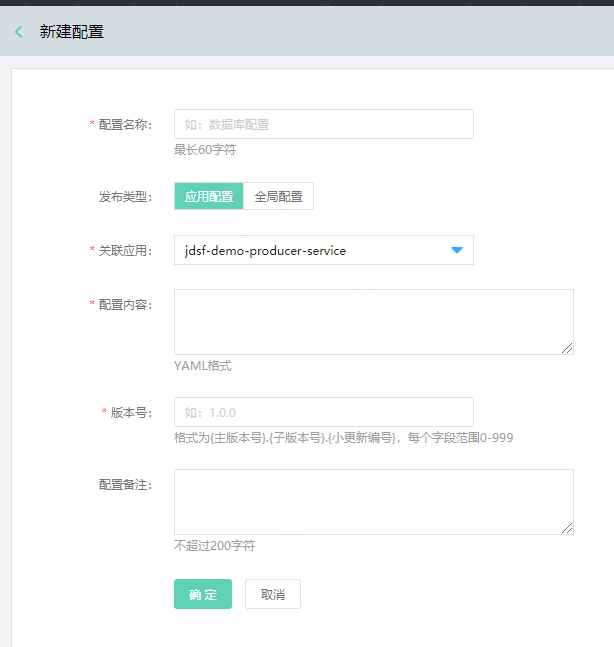 新建配置
* 配置名称： 如：数据库配置
最长60字符
发布类型： 应用配置 全局配置
* 关联应用： jdsf-demo-producer-service
* 配置内容：
YAML格式
* 版本号： 如：1.0.0
格式为{主版本号}.{子版本号}.{小更新编号}，每个字段范围0-999
配置备注：
不超过200字符
确定 取消